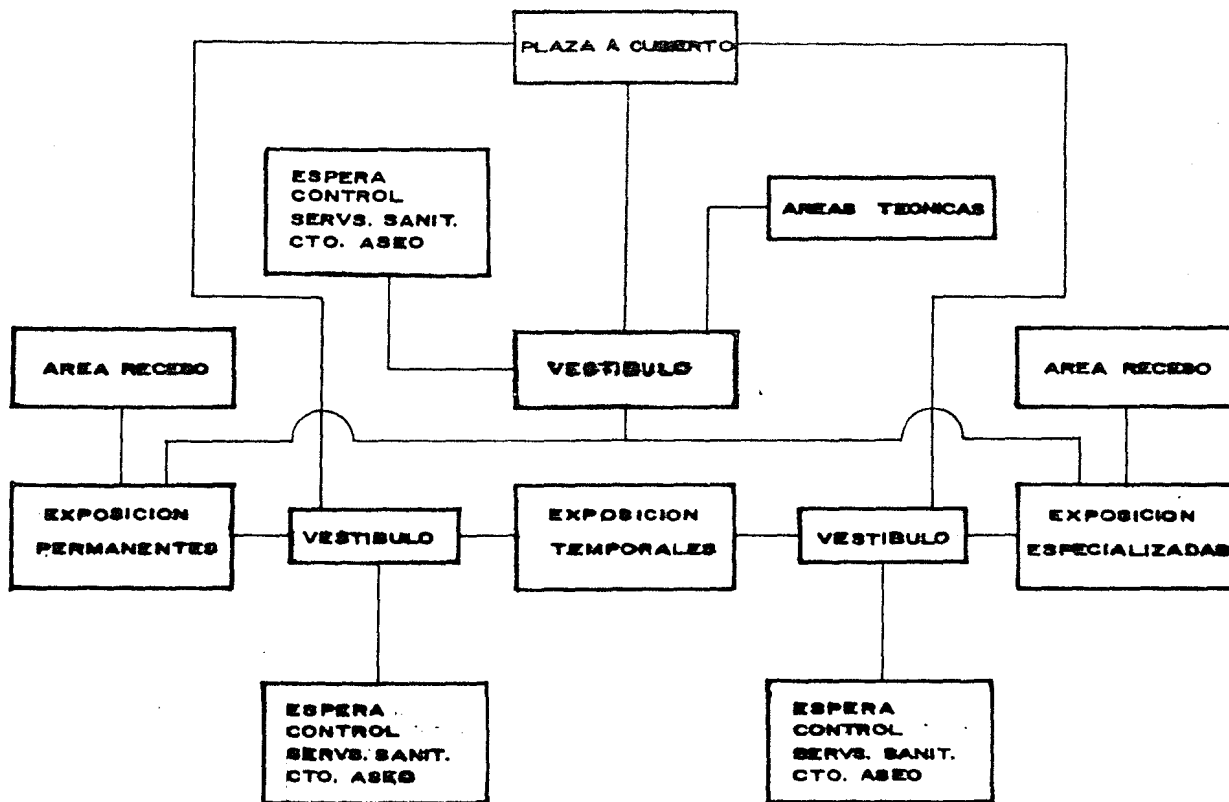 PLAZA A CUBIERTO
ESPERA
CONTROL
SERVS. SANIT.
CTO. ASEO
AREAS TECNICAS
AREA RECESO
VESTIBULO
AREA RECESO
EXPOSICION
PERMANENTES
VESTIBULO
EXPOSICION
TEMPORALES
VESTIBULO
EXPOSICION
ESPECIALIZADAS
ESPERA
CONTROL
SERVS. SANIT.
CTO. ASEO
ESPERA
CONTROL
SERVS. SANIT.
CTO. ASEO